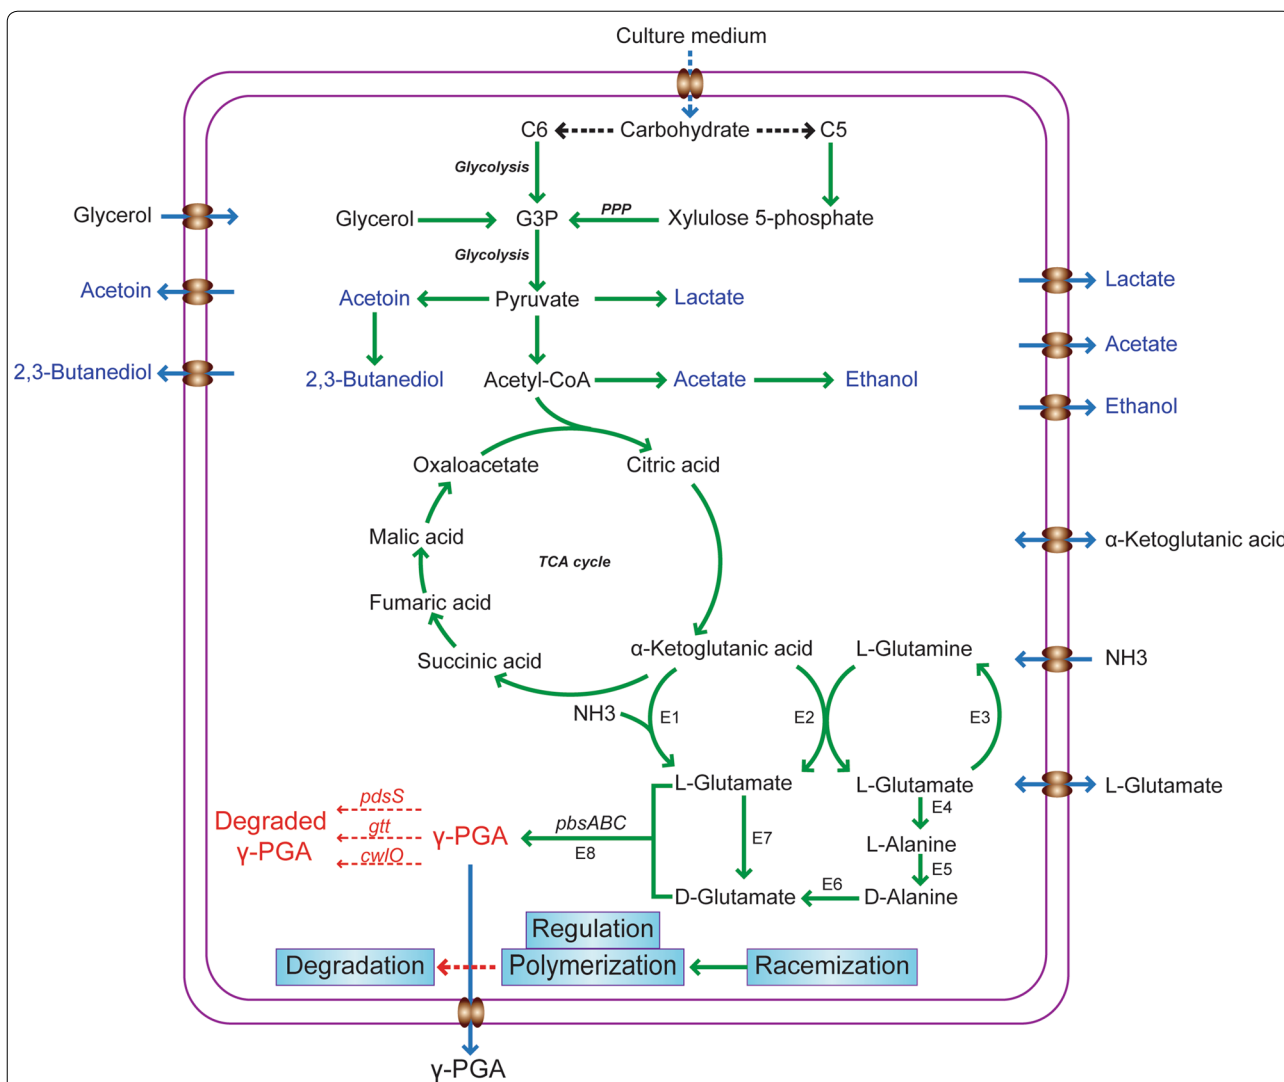 Culture medium
C6
Carbohydrate
C5
Glycolysis
Glycerol
Glycerol
G3P
PPP
Xylulose 5-phosphate
Glycolysis
Acetoin
Acetoin
Pyruvate
Lactate
Lactate
Acetate
2,3-Butanediol
2,3-Butanediol
Acetyl-CoA
Acetate
Ethanol
Ethanol
Oxaloacetate
Citric acid
Malic acid
TCA cycle
α-Ketoglutanic acid
Fumaric acid
Succinic acid
α-Ketoglutanic acid
L-Glutamine
NH3
NH3
E1
E2
E3
L-Glutamate
L-Glutamate
L-Glutamate
Degraded
γ-PGA
pdsS
gtt
cwlO
γ-PGA
pbsABC
E8
E7
E4
L-Alanine
E5
D-Glutamate
E6
D-Alanine
Regulation
Degradation
Polymerization
Racemization
γ-PGA